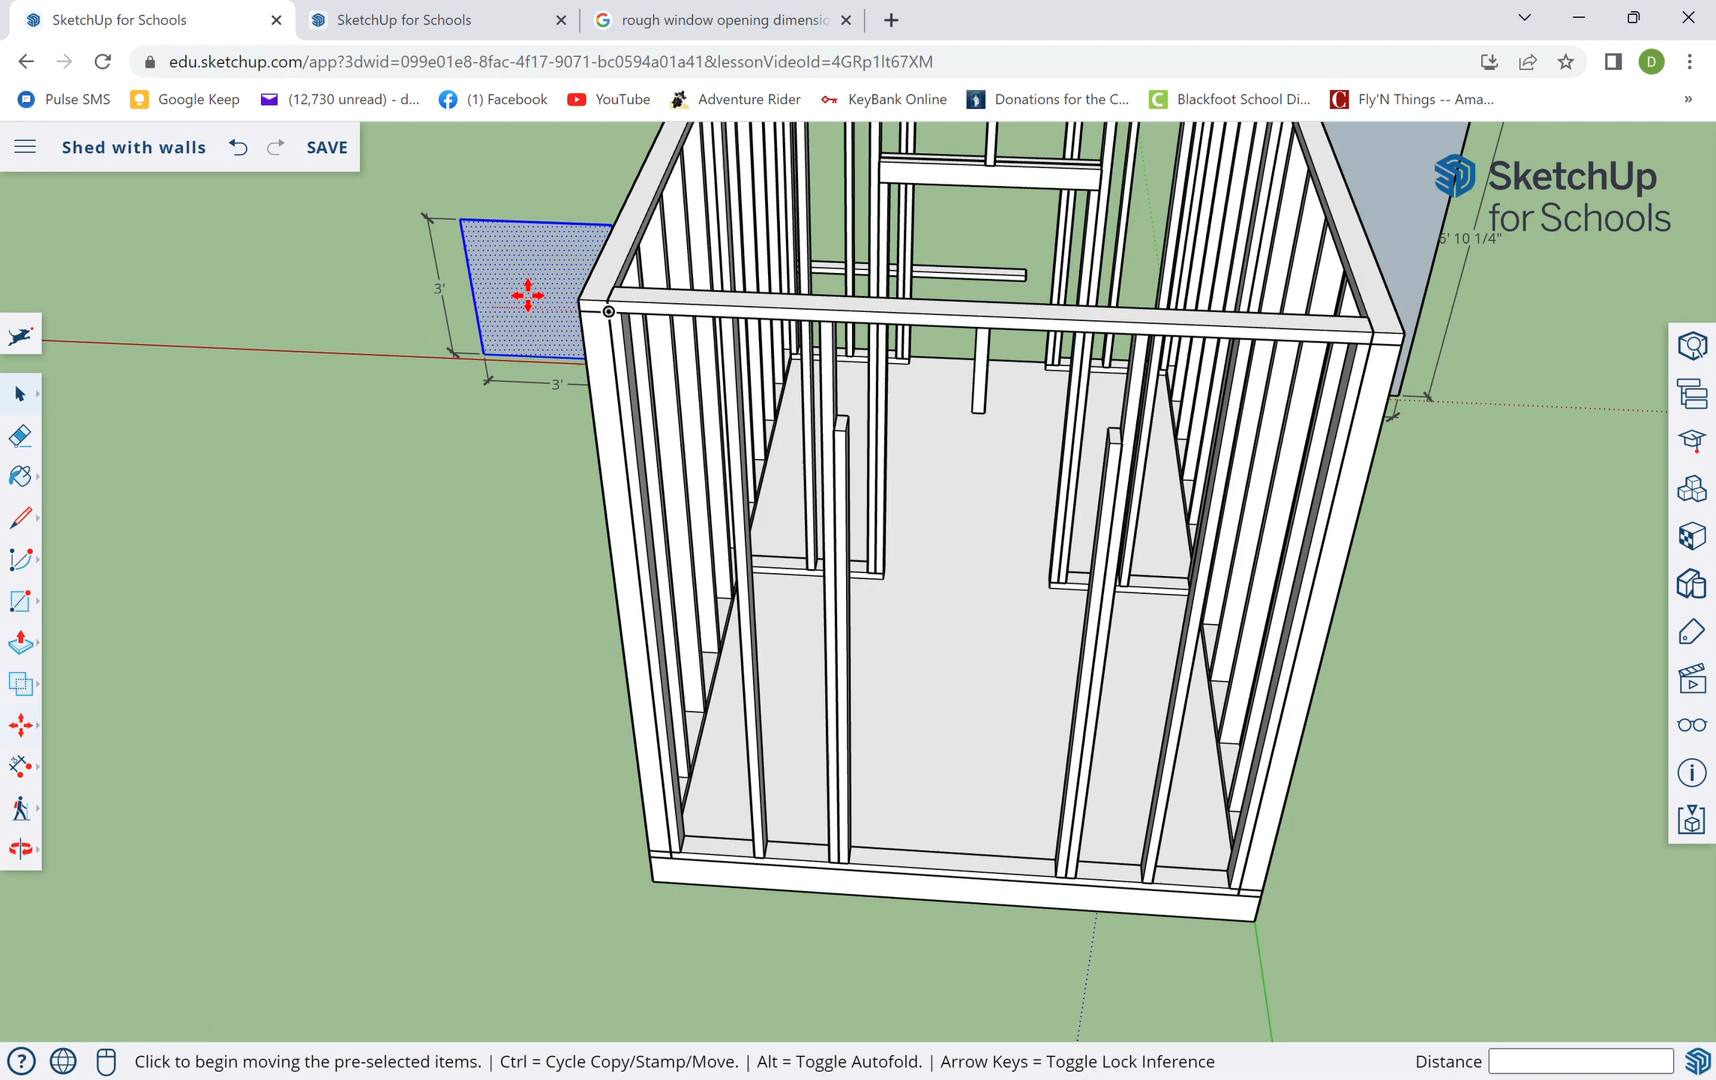 SketchUp for Schools
SketchUp for Schools
rough window opening dimensio
edu.sketchup.com/app?3dwid=099e01e8-8fac-4f17-9071-bc0594a01a41&lessonVideoId=4GRp1lt67XM
D
Pulse SMS
Google Keep
(12,730 unread) - d...
(1) Facebook
YouTube
Adventure Rider
KeyBank Online
Donations for the C...
Blackfoot School Di...
Fly'N Things -- Ama...
Shed with walls
SAVE
SketchUp
for Schools
6' 10 1/4"
3'
3'
Click to begin moving the pre-selected items. | Ctrl = Cycle Copy/Stamp/Move. | Alt = Toggle Autofold. | Arrow Keys = Toggle Lock Inference
Distance